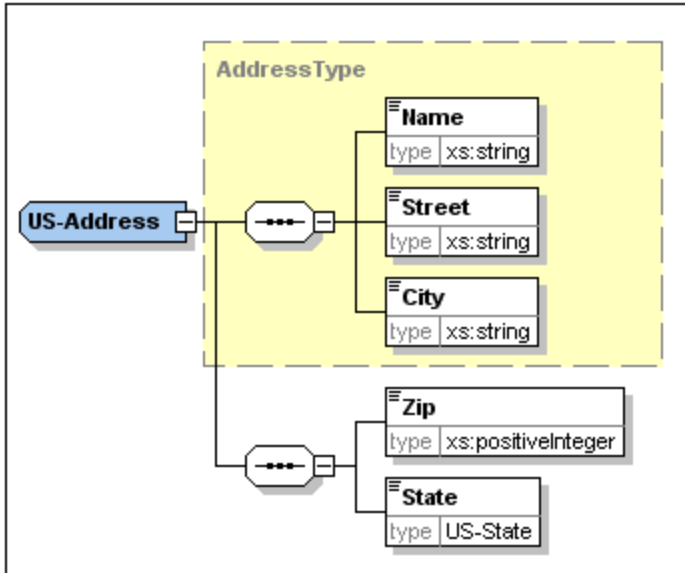 AddressType
Name
type xs:string
US-Address
Street
type xs:string
City
type xs:string
Zip
type xs:positiveInteger
State
type US-State